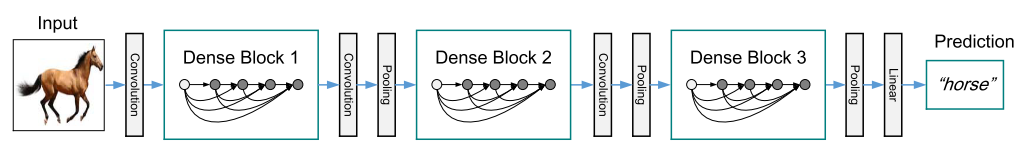 Input
Convolution
Dense Block 1
Convolution
Pooling
Dense Block 2
Convolution
Pooling
Dense Block 3
Pooling
Linear
Prediction
“horse”